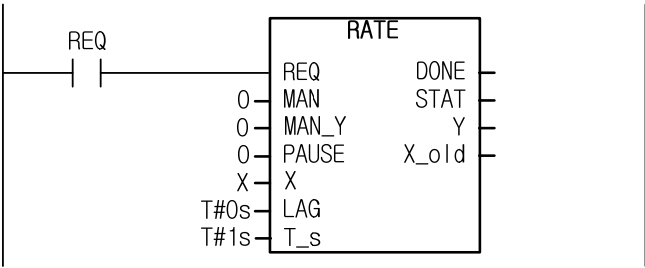 RATE
REQ
REQ DONE
0 MAN STAT
0 MAN_Y Y
0 PAUSE X_old
X X
T#0s LAG
T#1s T_s